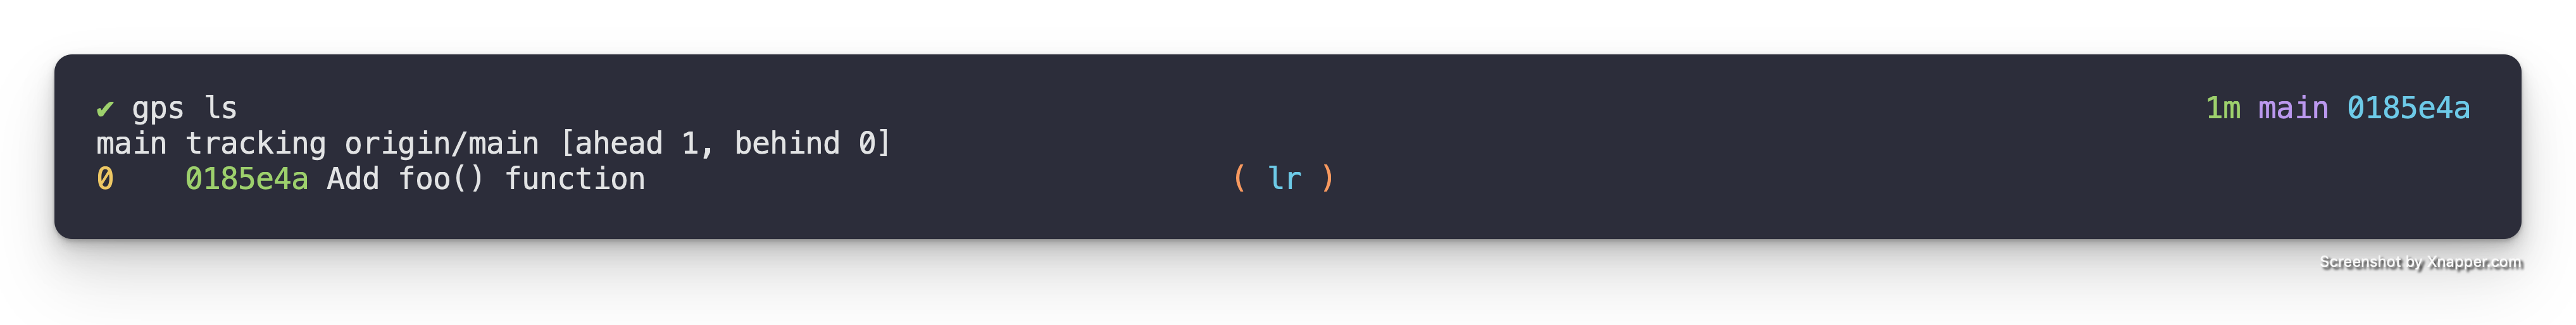 ✔ gps ls 1m main 0185e4a
main tracking origin/main [ahead 1, behind 0]
0 0185e4a Add foo() function ( lr )
Screenshot by Xnapper.com